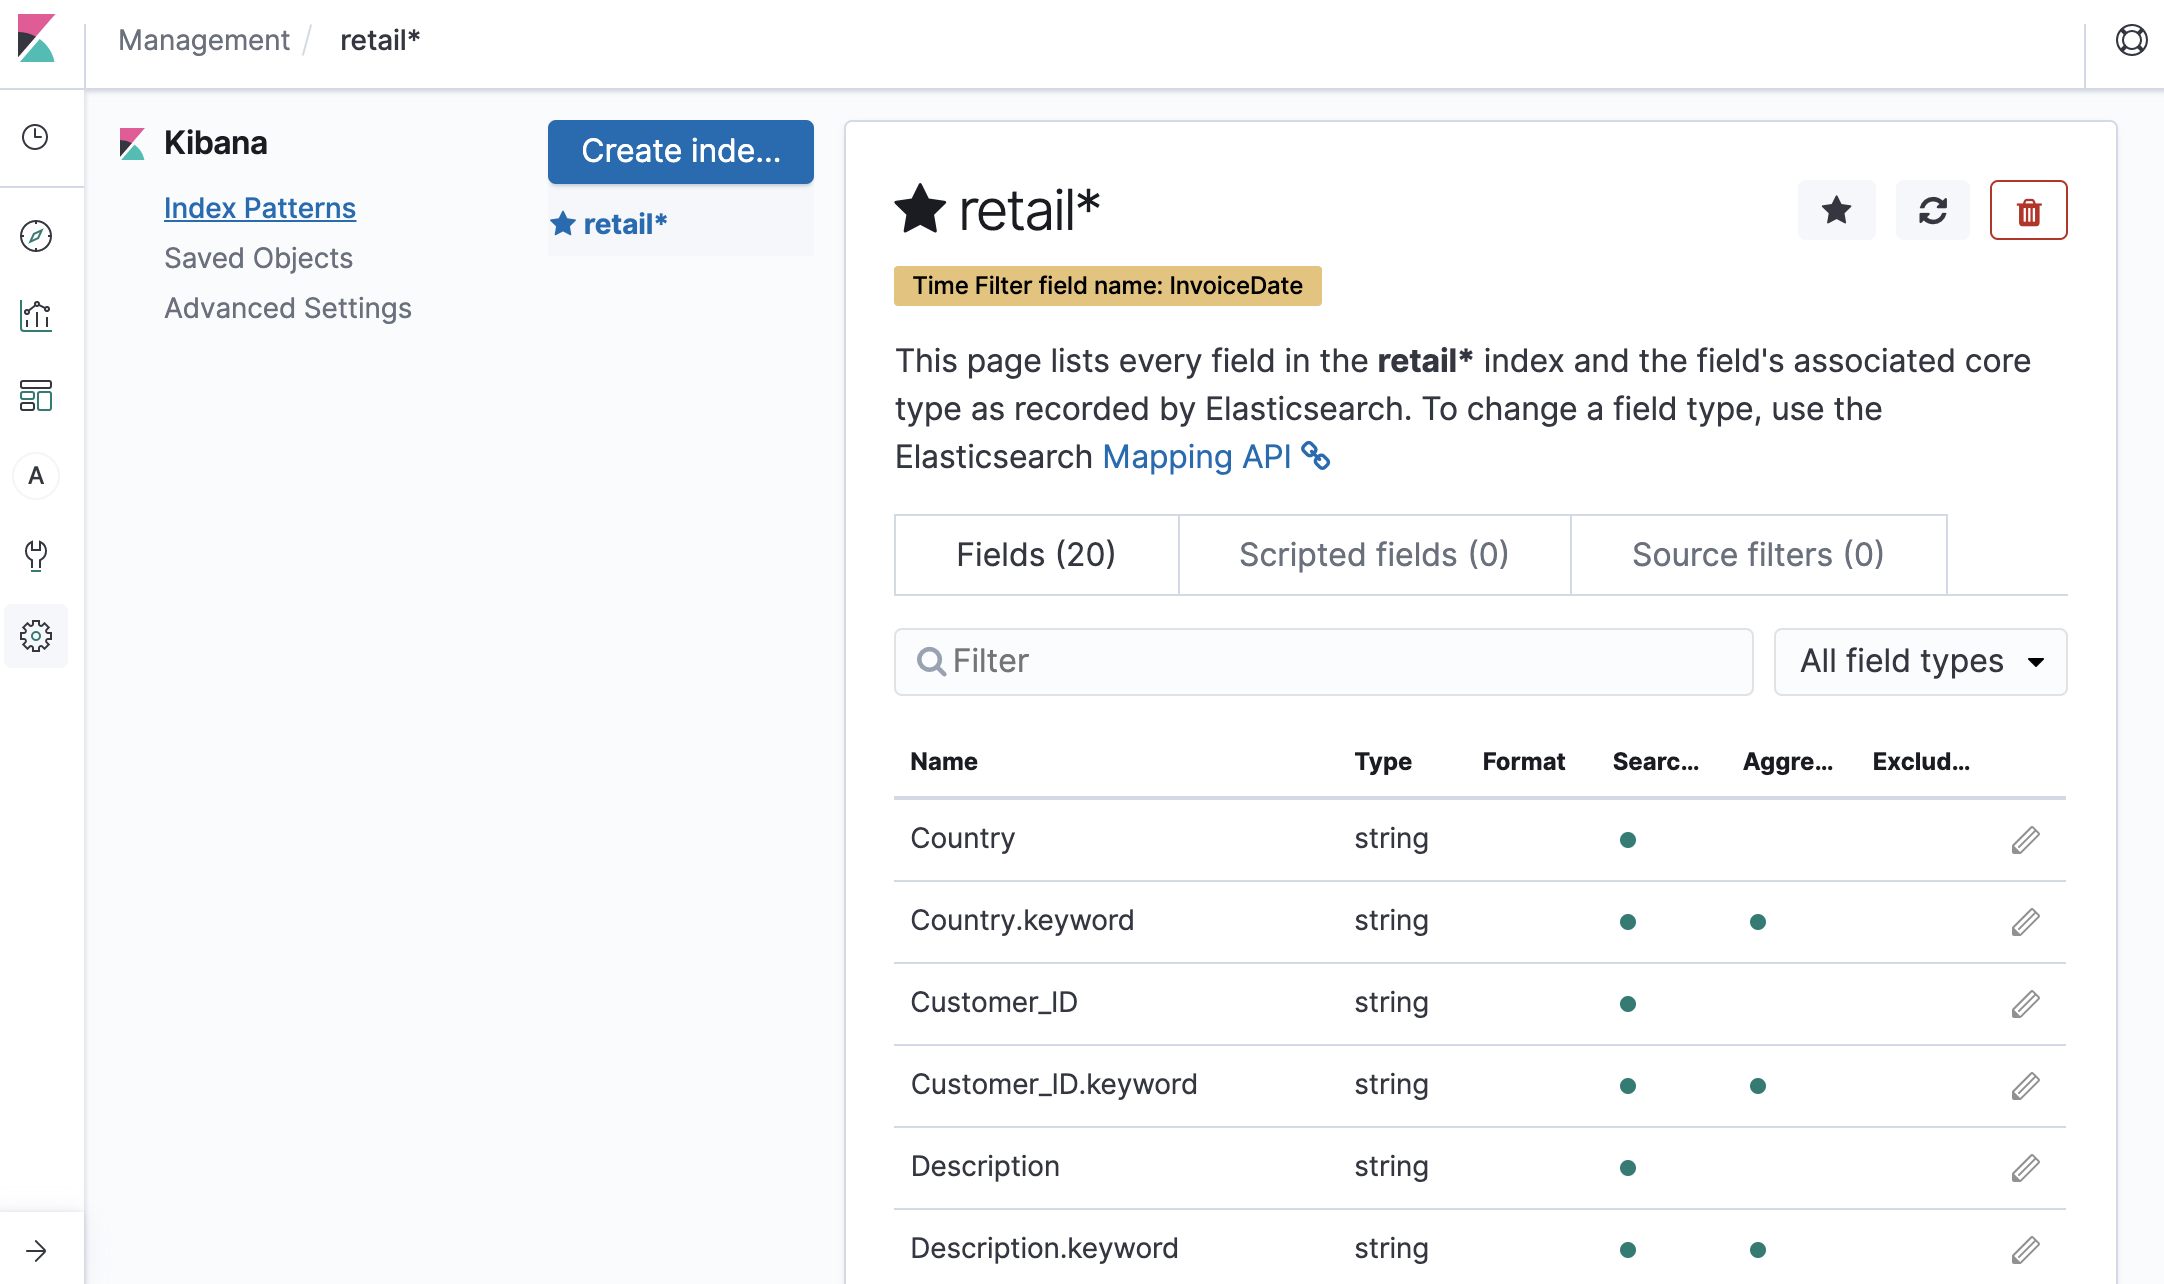 Management / retail*
Kibana
Index Patterns
Saved Objects
Advanced Settings
Create inde...
retail*
A
retail*
Time Filter field name: InvoiceDate
This page lists every field in the retail* index and the field's associated core
type as recorded by Elasticsearch. To change a field type, use the
Elasticsearch Mapping API
Fields (20) Scripted fields (0) Source filters (0)
Filter All field types
Name Type Format Searc... Aggre... Exclud...
Country string
Country.keyword string
Customer_ID string
Customer_ID.keyword string
Description string
Description.keyword string